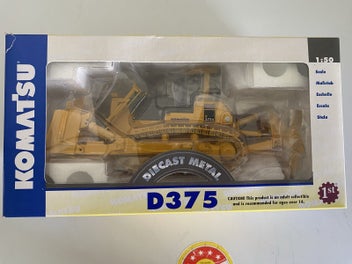 KOMATSU
1:50
Scale
Maßstab
Echelle
Escala
Skala
DIECAST METAL
D375
CAUTION! This product is an adult collectible
and is recommended for ages over 14.
1st